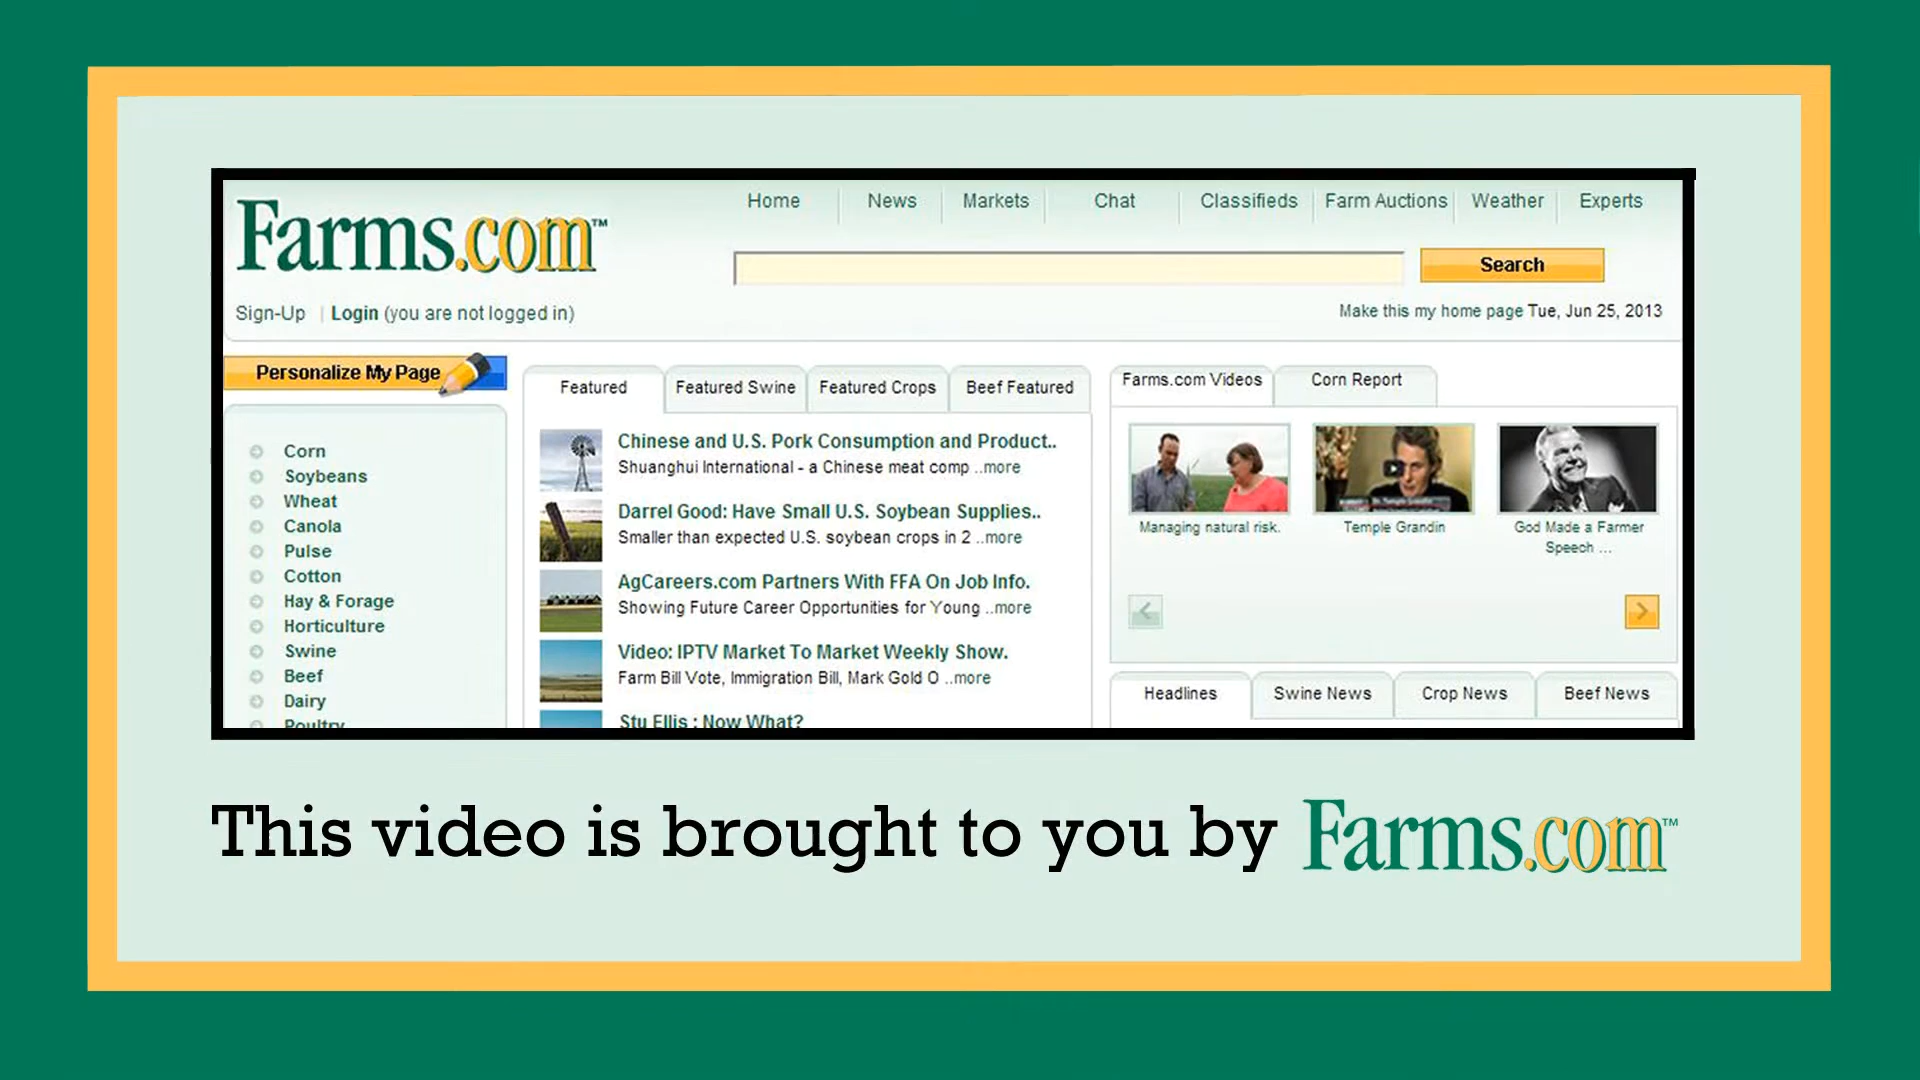 Farms.com™
Home News Markets Chat Classifieds Farm Auctions Weather Experts
Search
Sign-Up | Login (you are not logged in)
Make this my home page Tue, Jun 25, 2013
Personalize My Page
Corn
Soybeans
Wheat
Canola
Pulse
Cotton
Hay & Forage
Horticulture
Swine
Beef
Dairy
Poultry
Featured Featured Swine Featured Crops Beef Featured
Chinese and U.S. Pork Consumption and Product..
Shuanghui International - a Chinese meat comp ..more
Darrel Good: Have Small U.S. Soybean Supplies..
Smaller than expected U.S. soybean crops in 2 ..more
AgCareers.com Partners With FFA On Job Info.
Showing Future Career Opportunities for Young ..more
Video: IPTV Market To Market Weekly Show.
Farm Bill Vote, Immigration Bill, Mark Gold O ..more
Stu Ellis : Now What?
Farms.com Videos Corn Report
Managing natural risk.
Temple Grandin
God Made a Farmer
Speech ...
Headlines Swine News Crop News Beef News
This video is brought to you by Farms.com™